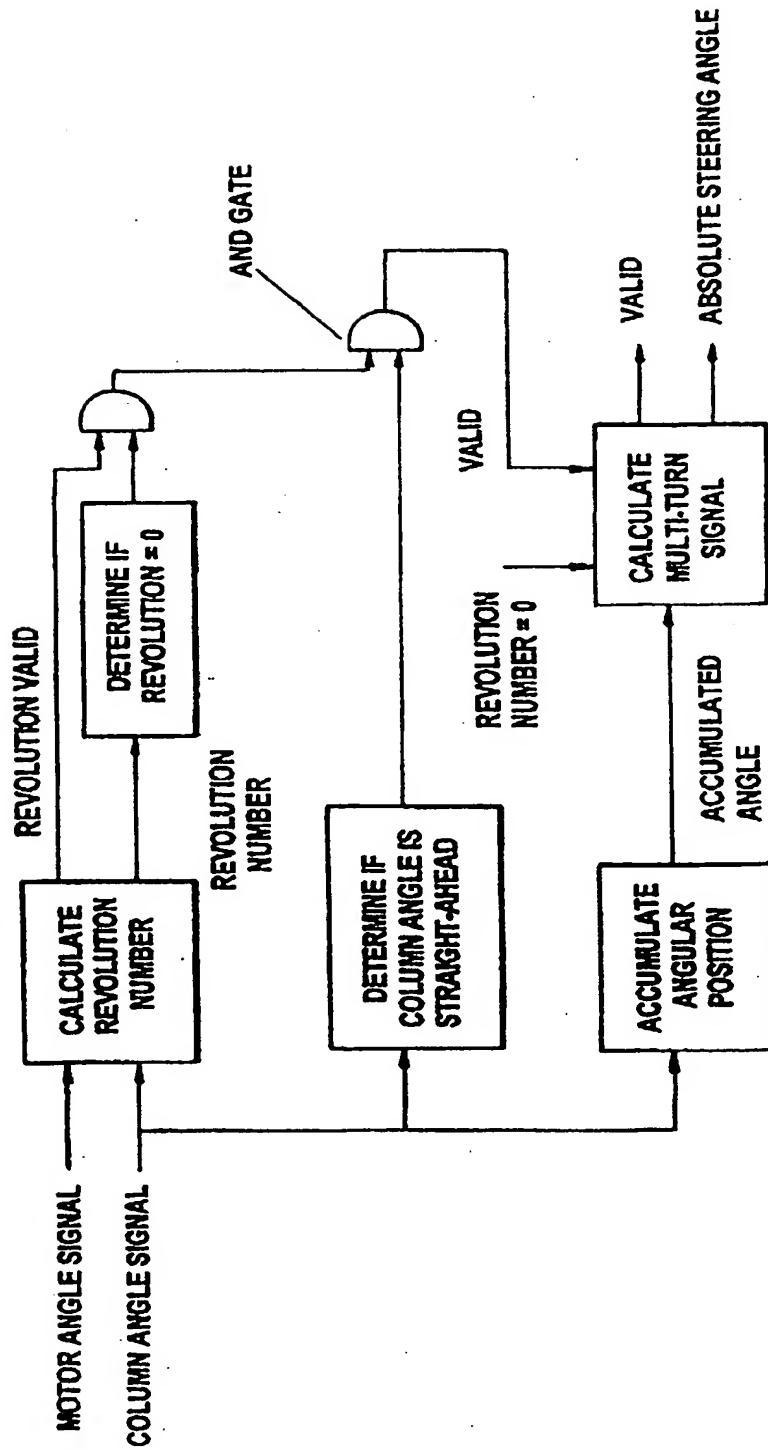 MOTOR ANGLE SIGNAL
COLUMN ANGLE SIGNAL
CALCULATE
REVOLUTION
NUMBER
REVOLUTION VALID
REVOLUTION
NUMBER
DETERMINE IF
REVOLUTION = 0
AND GATE
DETERMINE IF
COLUMN ANGLE IS
STRAIGHT-AHEAD
REVOLUTION
NUMBER = 0
VALID
ACCUMULATE
ANGULAR
POSITION
ACCUMULATED
ANGLE
CALCULATE
MULTI-TURN
SIGNAL
VALID
ABSOLUTE STEERING ANGLE